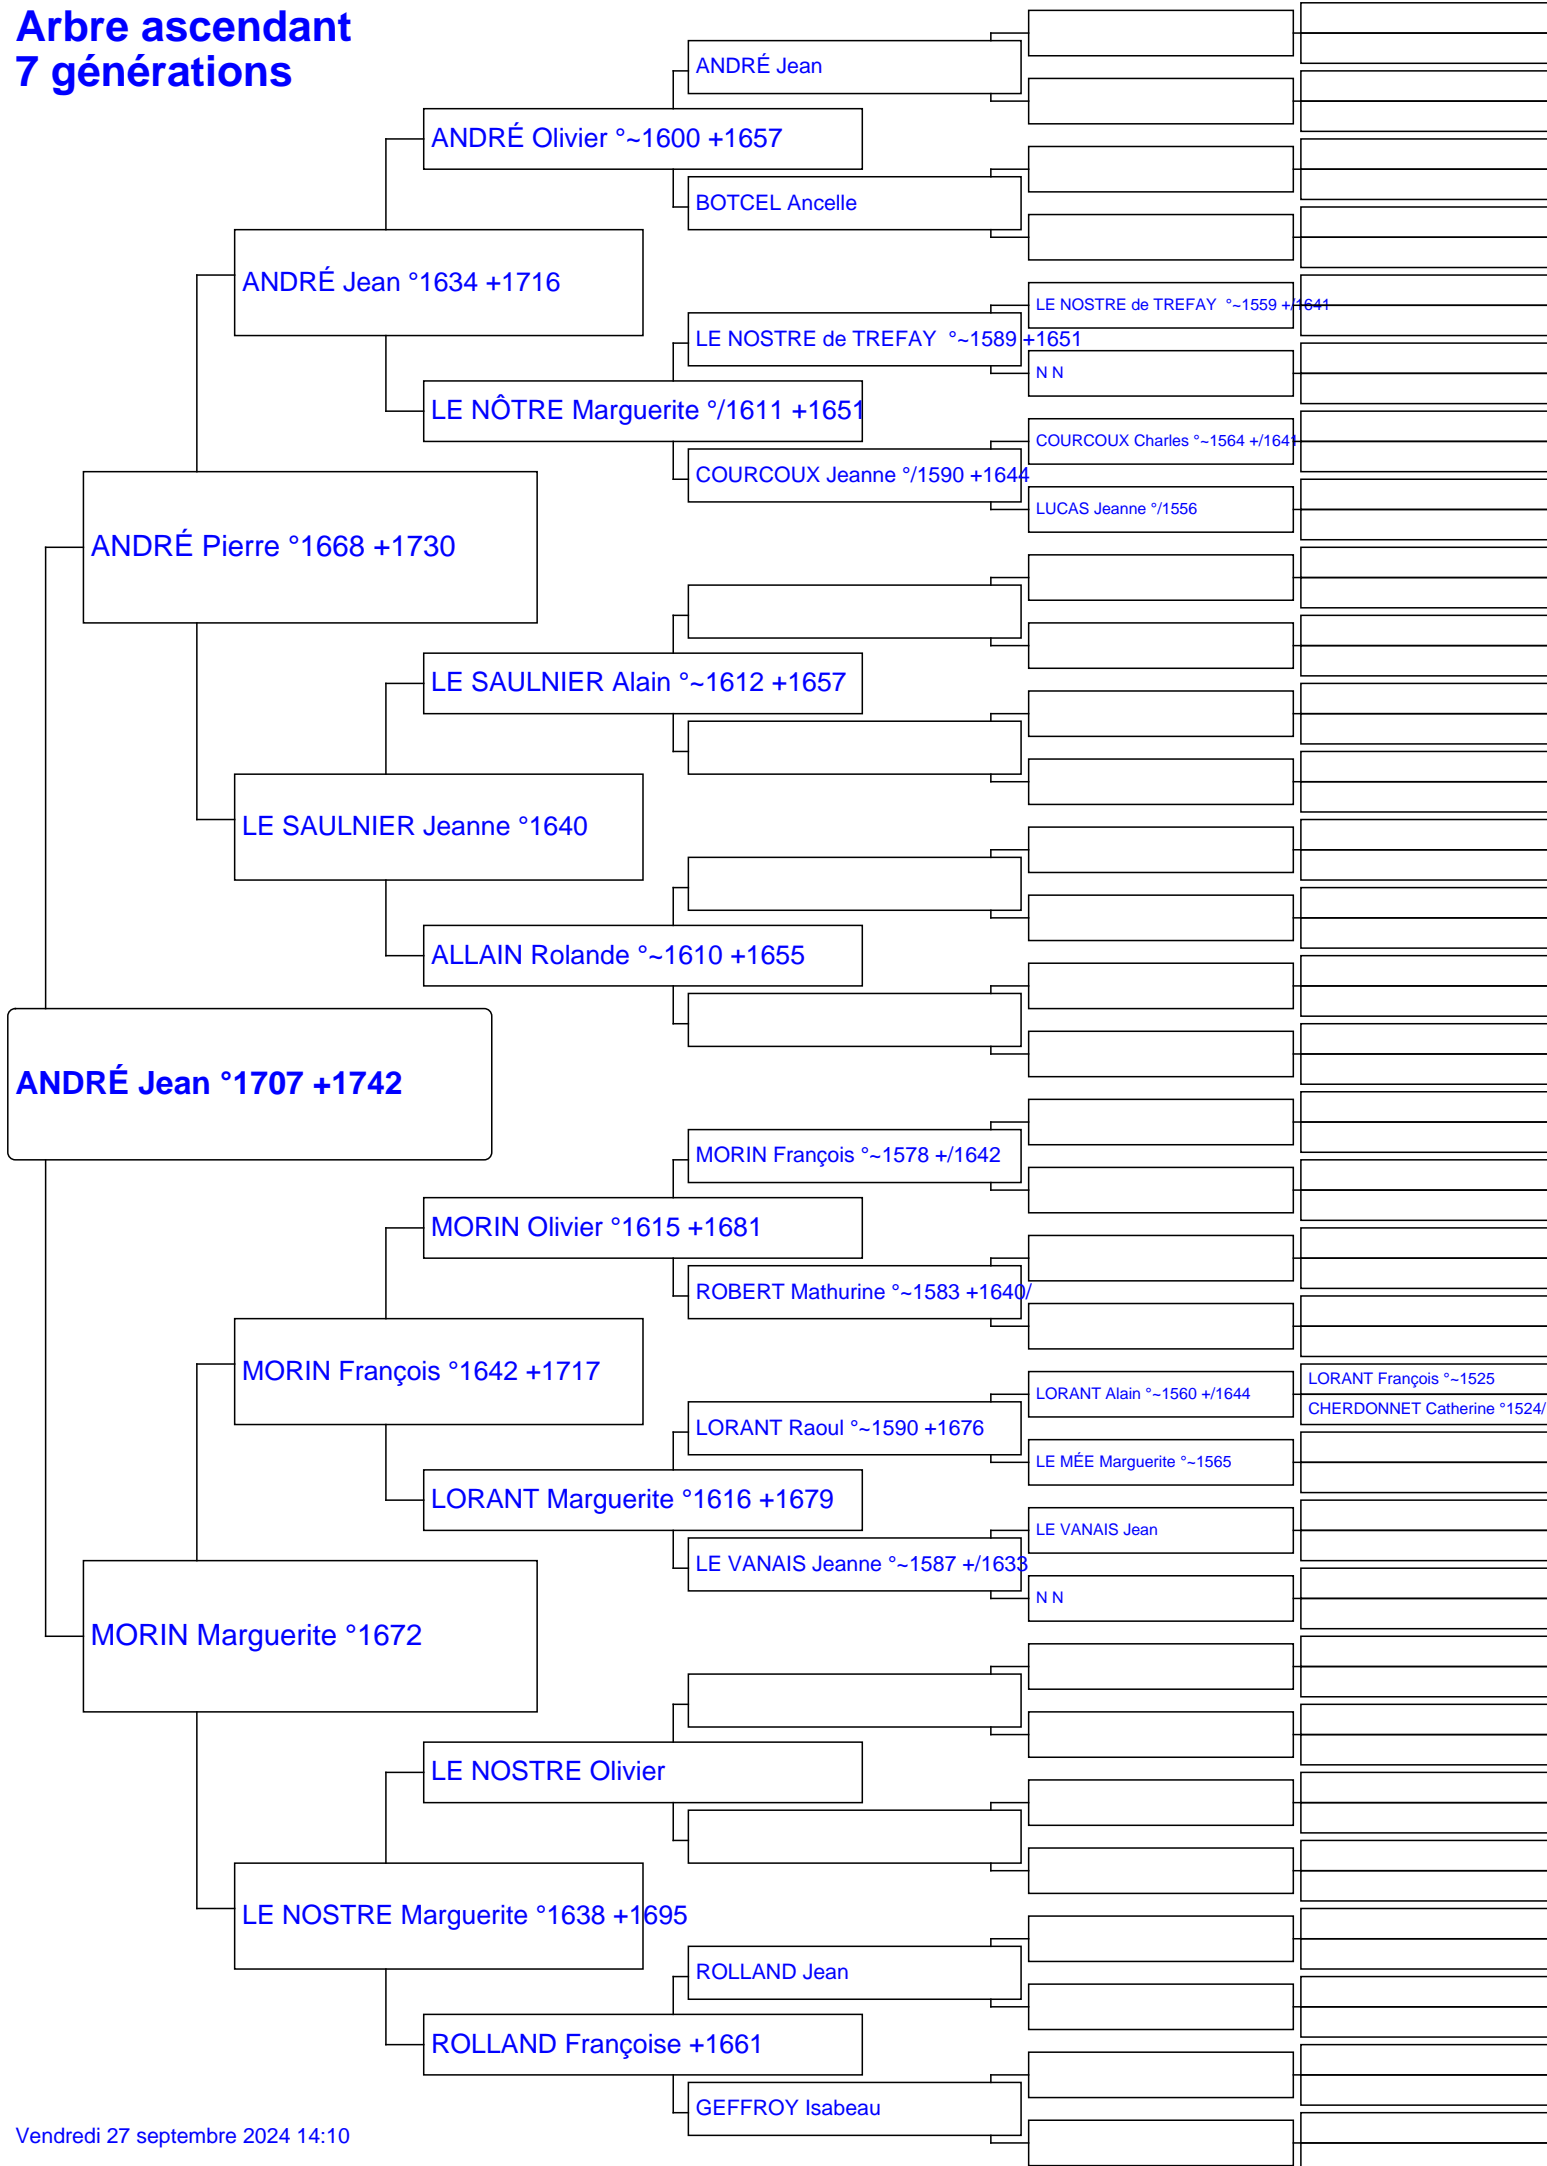 Arbre ascendant
7 générations
ANDRÉ Jean
ANDRÉ Olivier °~1600 +1657
BOTCEL Ancelle
ANDRÉ Jean °1634 +1716
LE NOSTRE de TREFAY  °~1559 +/1641
LE NOSTRE de TREFAY  °~1589 +1651
N N
LE NÔTRE Marguerite °/1611 +1651
COURCOUX Charles °~1564 +/1641
COURCOUX Jeanne °/1590 +1644
LUCAS Jeanne °/1556
ANDRÉ Pierre °1668 +1730
LE SAULNIER Alain °~1612 +1657
LE SAULNIER Jeanne °1640
ALLAIN Rolande °~1610 +1655
ANDRÉ Jean °1707 +1742
MORIN François °~1578 +/1642
MORIN Olivier °1615 +1681
ROBERT Mathurine °~1583 +1640/
MORIN François °1642 +1717
LORANT François °~1525
LORANT Alain °~1560 +/1644
CHERDONNET Catherine °1524/
LORANT Raoul °~1590 +1676
LE MÉE Marguerite °~1565
LORANT Marguerite °1616 +1679
LE VANAIS Jean
LE VANAIS Jeanne °~1587 +/1633
N N
MORIN Marguerite °1672
LE NOSTRE Olivier
LE NOSTRE Marguerite °1638 +1695
ROLLAND Jean
ROLLAND Françoise +1661
GEFFROY Isabeau
Vendredi 27 septembre 2024 14:10